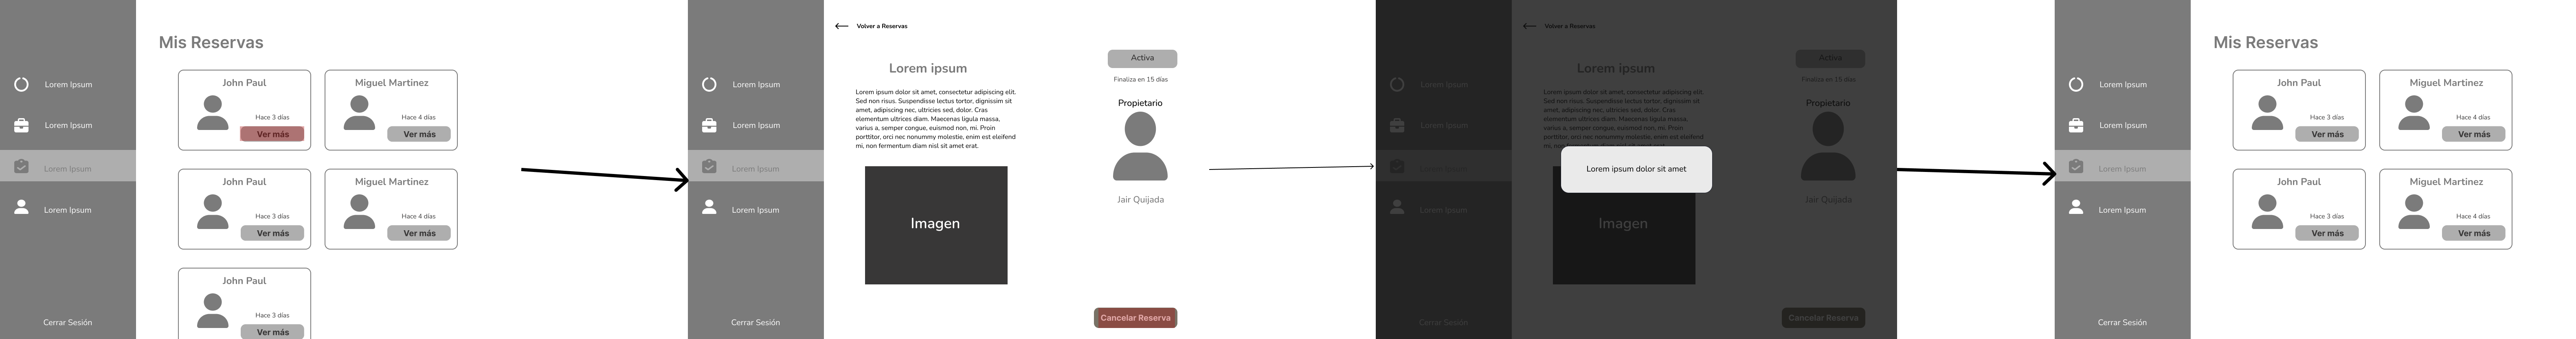 Lorem Ipsum
Lorem Ipsum
Lorem Ipsum
Lorem Ipsum
Cerrar Sesión
Mis Reservas
John Paul
Hace 3 días
Ver más
Miguel Martinez
Hace 4 días
Ver más
John Paul
Hace 3 días
Ver más
Miguel Martinez
Hace 4 días
Ver más
John Paul
Hace 3 días
Ver más
Lorem Ipsum
Lorem Ipsum
Lorem Ipsum
Lorem Ipsum
Cerrar Sesión
Volver a Reservas
Lorem ipsum
Lorem ipsum dolor sit amet, consectetur adipiscing elit.
Sed non risus. Suspendisse lectus tortor, dignissim sit
amet, adipiscing nec, ultricies sed, dolor. Cras
elementum ultrices diam. Maecenas ligula massa,
varius a, semper congue, euismod non, mi. Proin
porttitor, orci nec nonummy molestie, enim est eleifend
mi, non fermentum diam nisl sit amet erat.
Imagen
Activa
Finaliza en 15 días
Propietario
Jair Quijada
Cancelar Reserva
Lorem Ipsum
Lorem Ipsum
Lorem Ipsum
Lorem Ipsum
Cerrar Sesión
Volver a Reservas
Lorem ipsum
Lorem ipsum dolor sit amet, consectetur adipiscing elit.
Sed non risus. Suspendisse lectus tortor, dignissim sit
amet, adipiscing nec, ultricies sed, dolor. Cras
elementum ultrices diam. Maecenas ligula massa,
varius a, semper congue, euismod non, mi. Proin
porttitor, orci nec nonummy molestie, enim est eleifend
mi, non fermentum diam nisl sit amet erat.
Lorem ipsum dolor sit amet
Imagen
Activa
Finaliza en 15 días
Propietario
Jair Quijada
Cancelar Reserva
Lorem Ipsum
Lorem Ipsum
Lorem Ipsum
Lorem Ipsum
Cerrar Sesión
Mis Reservas
John Paul
Hace 3 días
Ver más
Miguel Martinez
Hace 4 días
Ver más
John Paul
Hace 3 días
Ver más
Miguel Martinez
Hace 4 días
Ver más